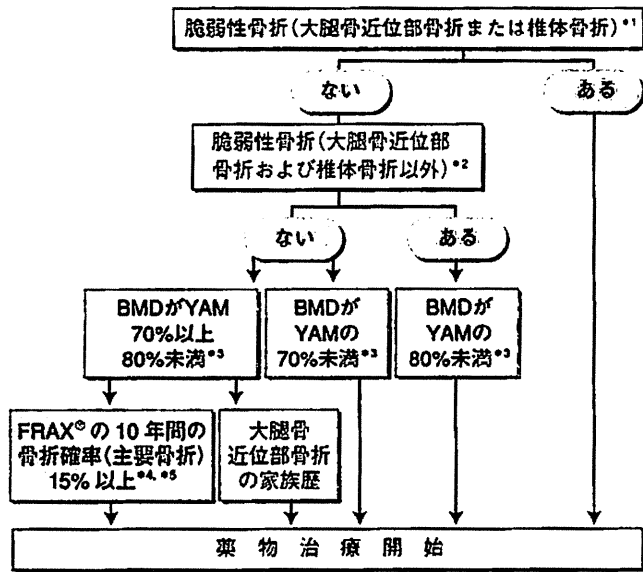 脆弱性骨折(大腿骨近位部骨折または椎体骨折)*1
ない
ある
脆弱性骨折(大腿骨近位部
骨折および椎体骨折以外)*2
ない
ある
BMDがYAM
70%以上
80%未満*3
BMDが
YAMの
70%未満*3
BMDが
YAMの
80%未満*3
FRAX®の10年間の
骨折確率(主要骨折)
15%以上*4, *5
大腿骨
近位部骨折
の家族歴
薬物治療開始